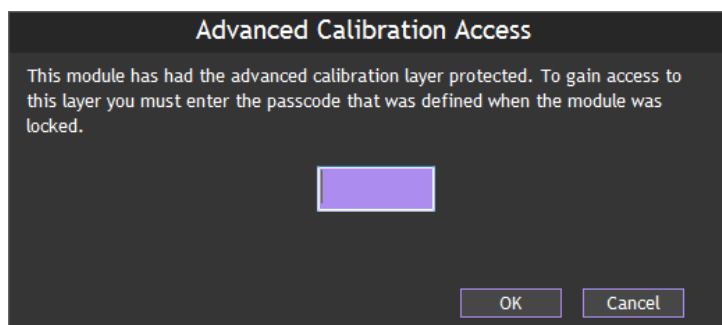 Advanced Calibration Access
This module has had the advanced calibration layer protected. To gain access to
this layer you must enter the passcode that was defined when the module was
locked.
OK
Cancel